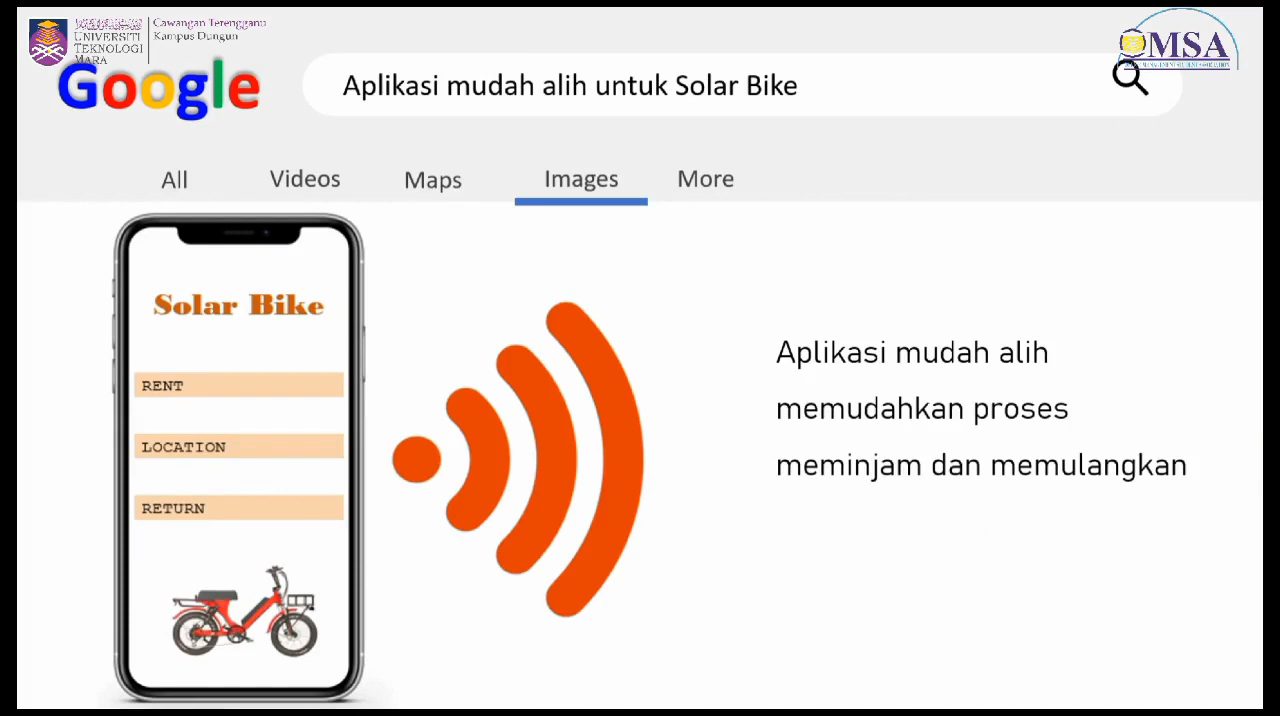 UNIVERSITI
TEKNOLOGI
MARA
Cawangan Terengganu
Kampus Dungun
MSA
Google
Aplikasi mudah alih untuk Solar Bike
All
Videos
Maps
Images
More
Solar Bike
RENT
LOCATION
RETURN
Aplikasi mudah alih
memudahkan proses
meminjam dan memulangkan